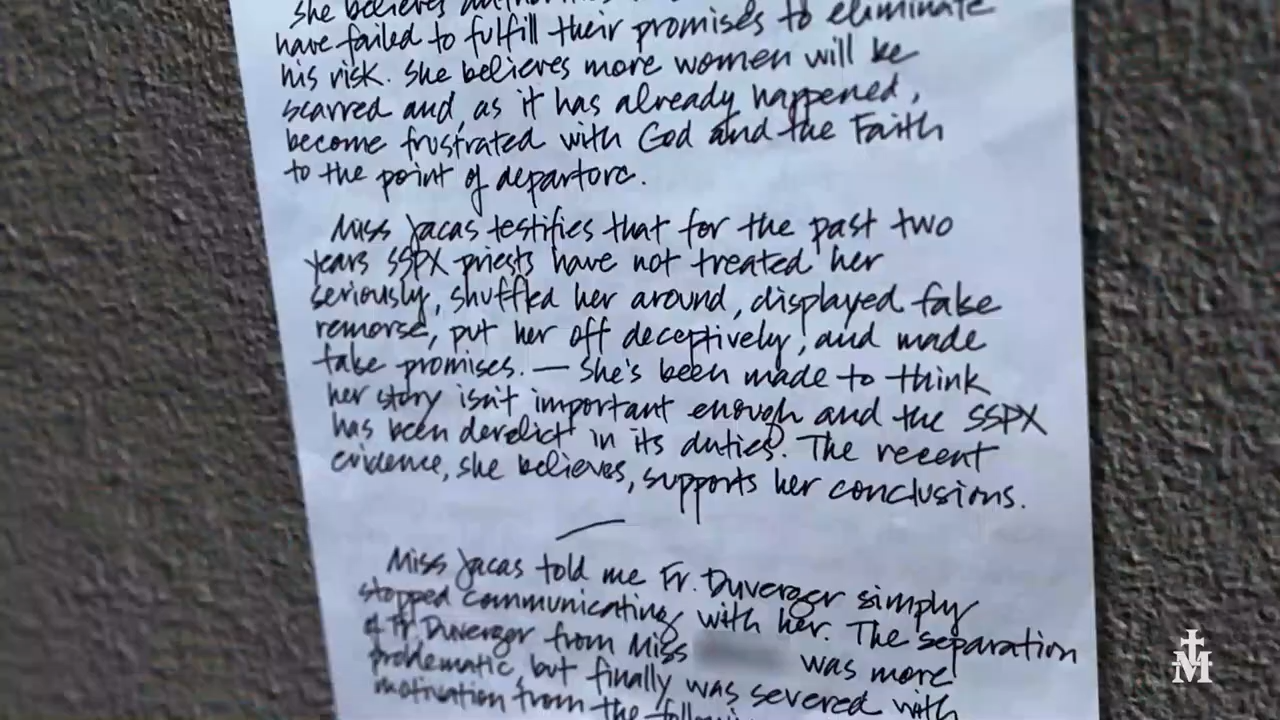 she believes
have failed to fulfill their promises to eliminate
his risk. She believes more women will be
scarred and, as it has already happened,
become frustrated with God and the Faith
to the point of departure.
Miss Jacas testifies that for the past two
years SSPX priests have not treated her
seriously, shuffled her around, displayed fake
remorse, put her off deceptively, and made
fake promises. — She's been made to think
her story isn't important enough and the SSPX
has been derelict in its duties. The recent
evidence, she believes, supports her conclusions.
Miss Jacas told me Fr. Duverger simply
stopped communicating with her. The separation
of Fr. Duverger from Miss was more
problematic, but finally was severed with
motivation from the
M